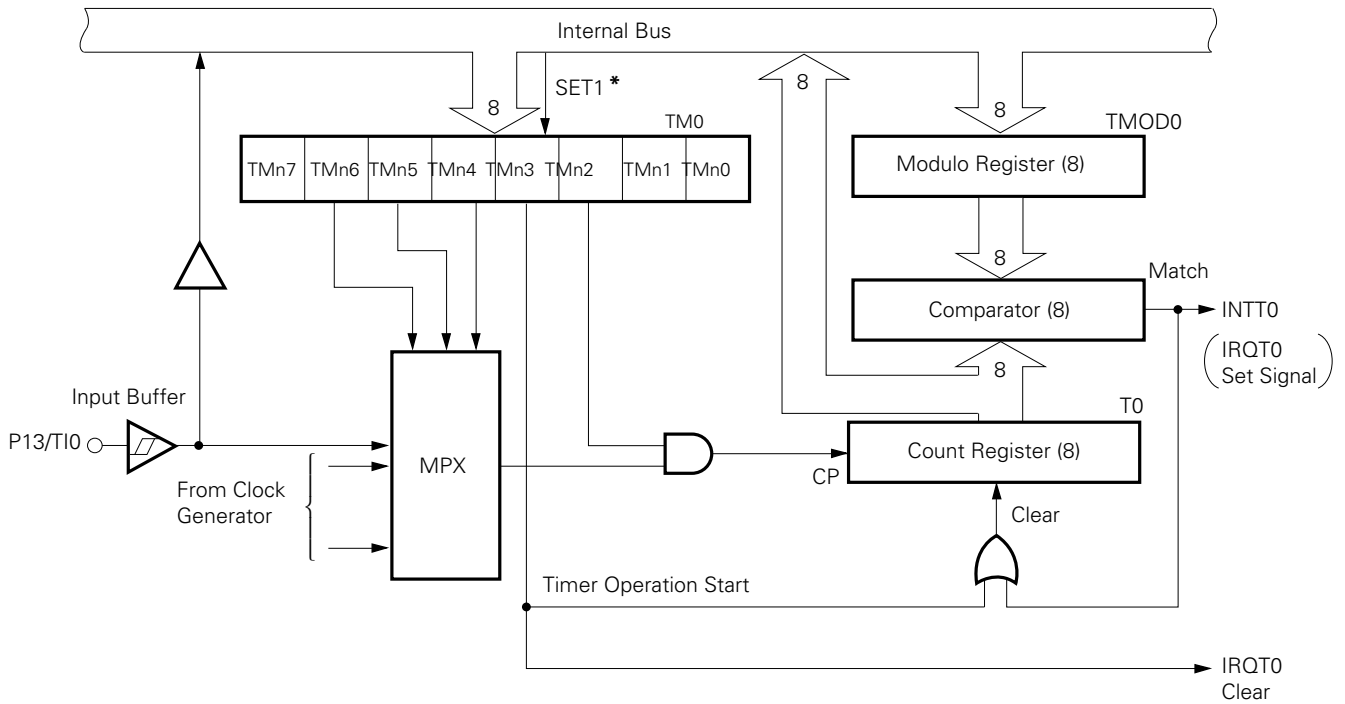 Internal Bus
SET1 *
8
8
8
TM0
TMOD0
TMn7 TMn6 TMn5 TMn4 TMn3 TMn2 TMn1 TMn0
Modulo Register (8)
8
Match
Comparator (8)
INTT0
(IRQT0
Set Signal)
8
Input Buffer
T0
P13/TI0
MPX
Count Register (8)
CP
From Clock
Generator
Clear
Timer Operation Start
IRQT0
Clear